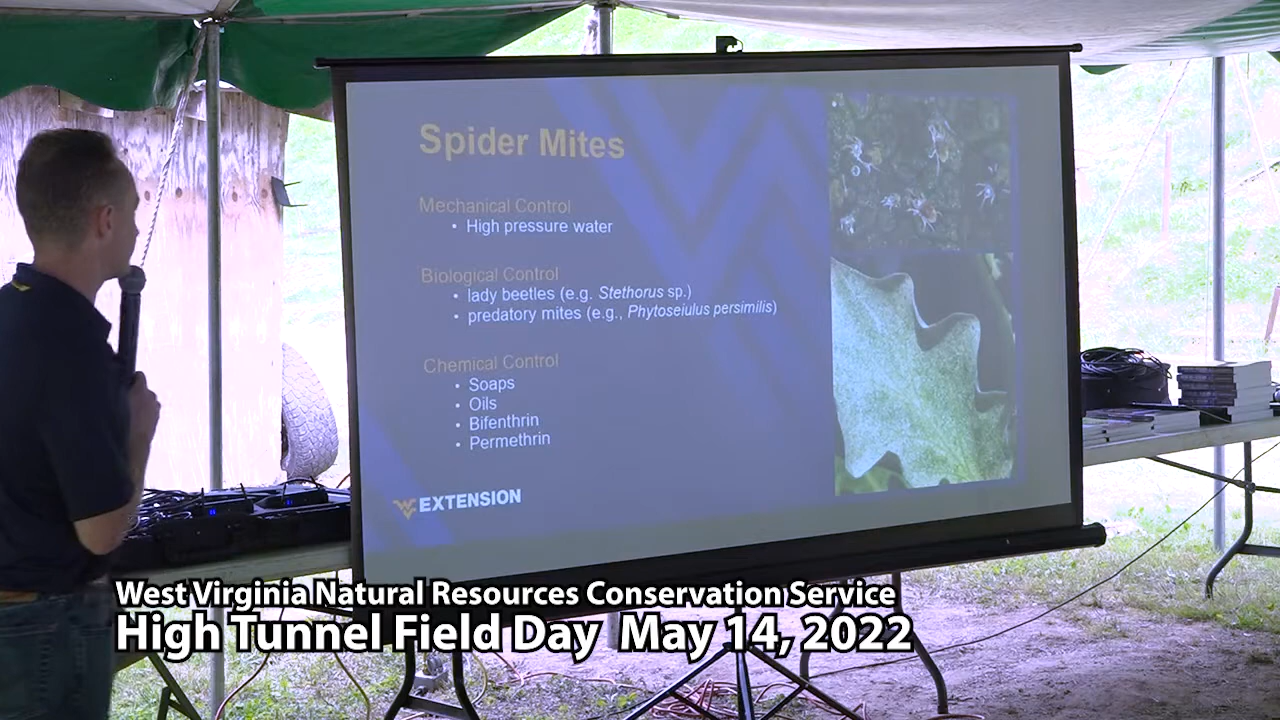 Spider Mites
Mechanical Control
• High pressure water
Biological Control
• lady beetles (e.g. Stethorus sp.)
• predatory mites (e.g., Phytoseiulus persimilis)
Chemical Control
• Soaps
• Oils
• Bifenthrin
• Permethrin
WV EXTENSION
West Virginia Natural Resources Conservation Service
High Tunnel Field Day May 14, 2022